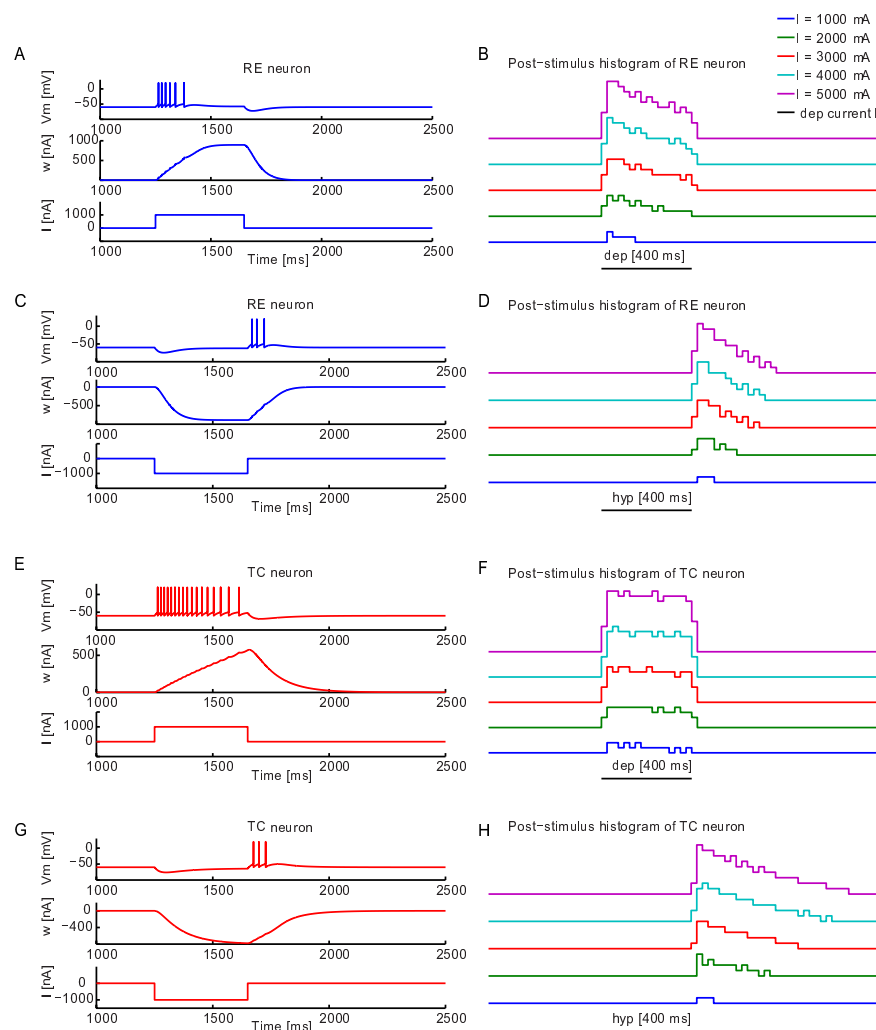 I = 1000 mA
I = 2000 mA
I = 3000 mA
I = 4000 mA
I = 5000 mA
dep current I
A
RE neuron
Vm [mV]
0
−50
1000 1500 2000 2500
w [nA]
1000
500
1000 1500 2000 2500
I [nA]
1000
0
1000 1500 2000 2500
Time [ms]
B
Post−stimulus histogram of RE neuron
dep [400 ms]
C
RE neuron
Vm [mV]
0
−50
1000 1500 2000 2500
w [nA]
0
−500
1000 1500 2000 2500
I [nA]
0
−1000
1000 1500 2000 2500
Time [ms]
D
Post−stimulus histogram of RE neuron
hyp [400 ms]
E
TC neuron
Vm [mV]
0
−50
1000 1500 2000 2500
w [nA]
500
0
1000 1500 2000 2500
I [nA]
1000
0
1000 1500 2000 2500
Time [ms]
F
Post−stimulus histogram of TC neuron
dep [400 ms]
G
TC neuron
Vm [mV]
0
−50
1000 1500 2000 2500
w [nA]
0
−400
1000 1500 2000 2500
I [nA]
0
−1000
1000 1500 2000 2500
Time [ms]
H
Post−stimulus histogram of TC neuron
hyp [400 ms]